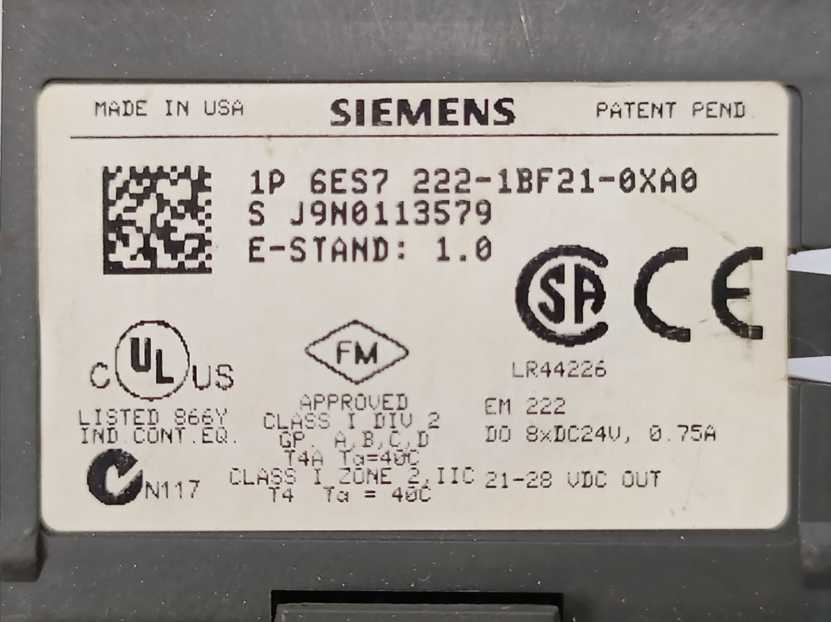 MADE IN USA SIEMENS PATENT PEND.
1P 6ES7 222-1BF21-0XA0
S J9N0113579
E-STAND: 1.0
SA CE
C UL US
FM
LR44226
LISTED 866Y
IND.CONT.EQ.
APPROVED
CLASS I DIV 2
GP. A,B,C,D
T4A Ta=40C
CLASS I ZONE 2,IIC
T4 Ta = 40C
EM 222
DO 8xDC24V, 0.75A
21-28 VDC OUT
N117